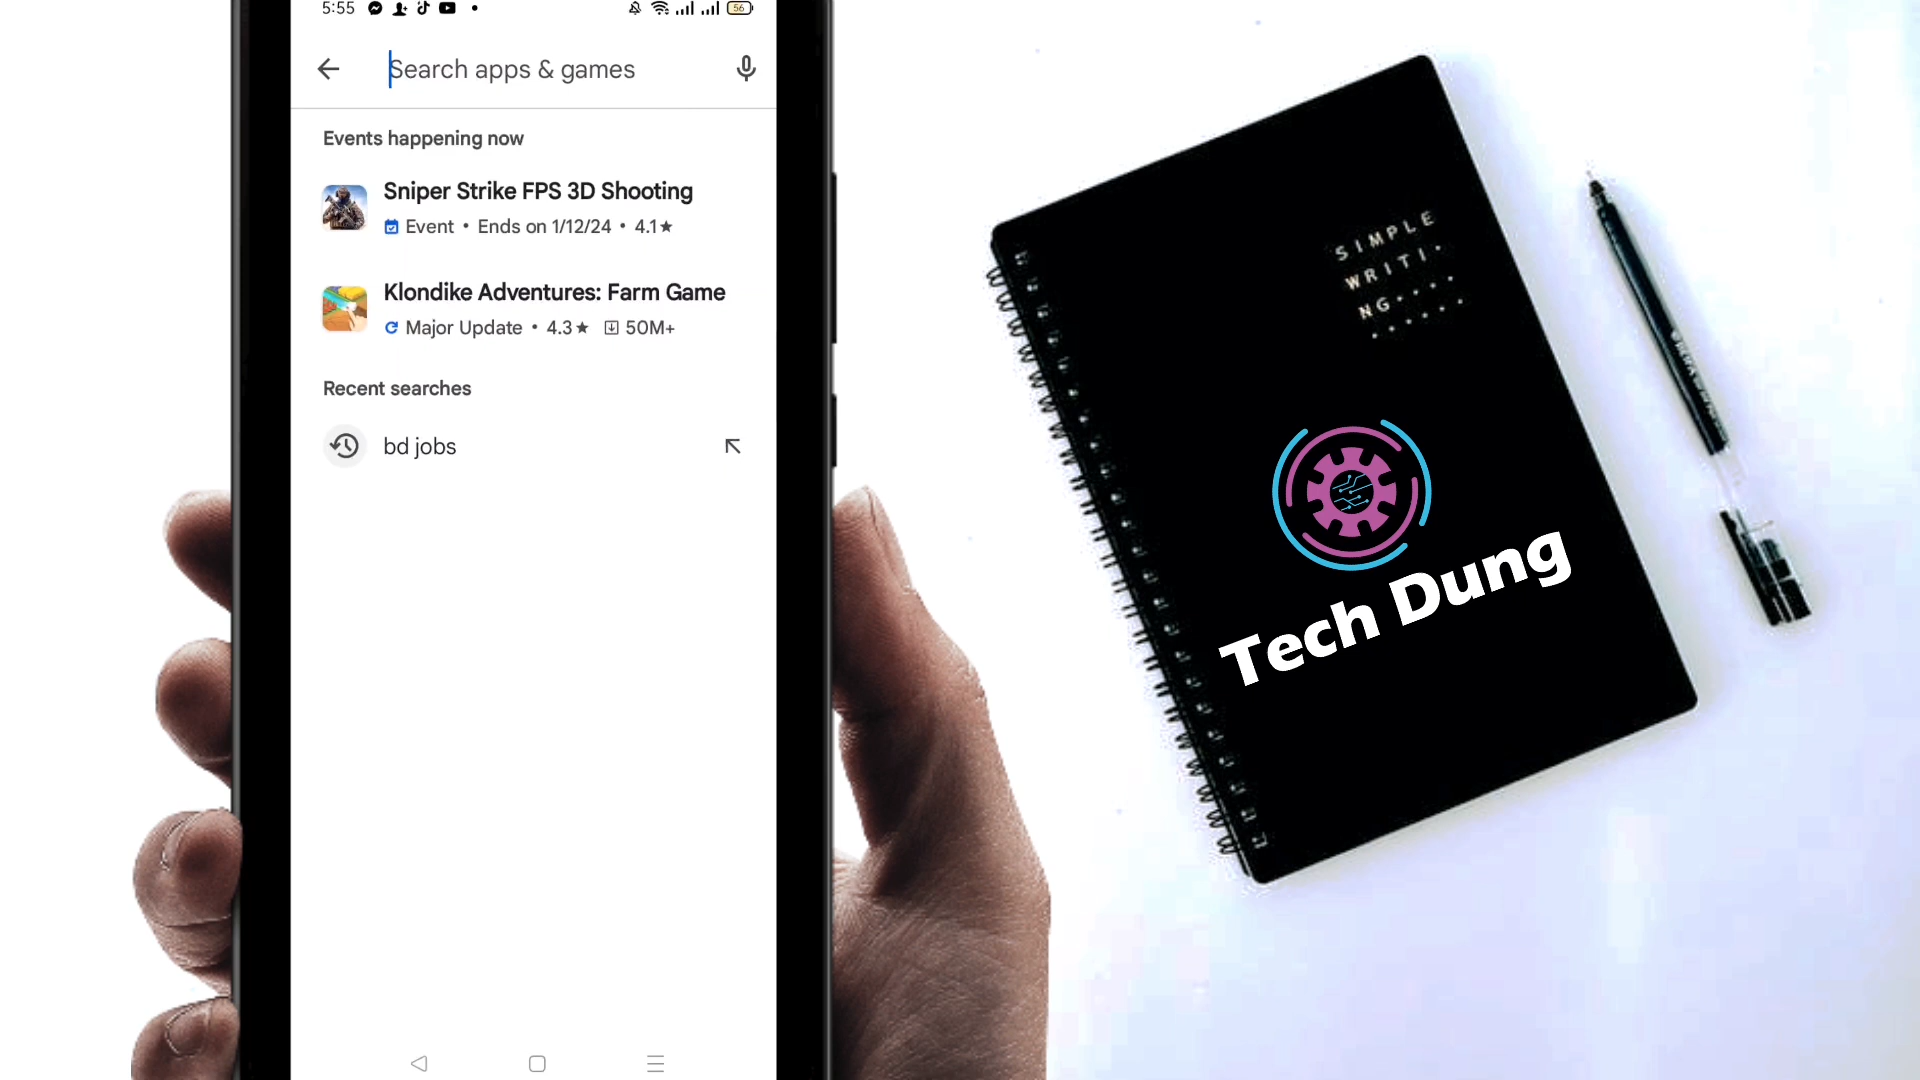 5:55
56
Search apps & games
Events happening now
Sniper Strike FPS 3D Shooting
Event • Ends on 1/12/24 • 4.1★
Klondike Adventures: Farm Game
Major Update • 4.3★ 50M+
Recent searches
bd jobs
SIMPLE
WRITI·
NG····
······
Tech Dung